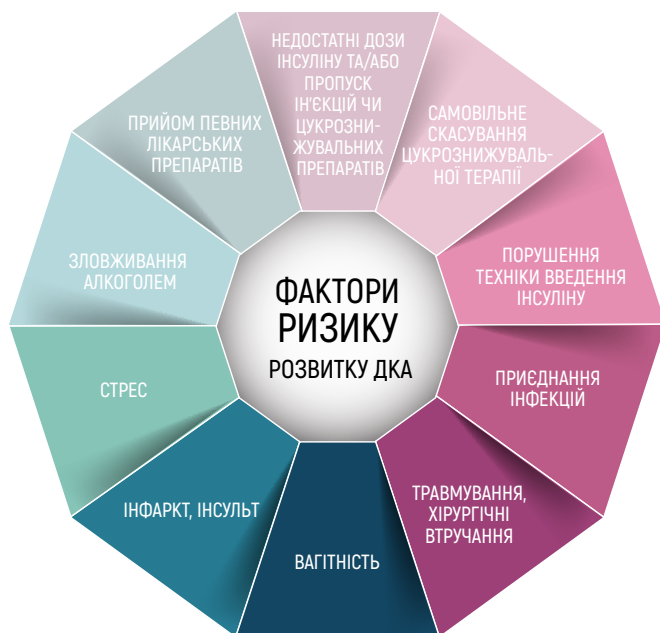 НЕДОСТАТНІ ДОЗИ
ІНСУЛІНУ ТА/АБО
ПРОПУСК
ІН'ЄКЦІЙ ЧИ
ЦУКРОЗНИ-
ЖУВАЛЬНИХ
ПРЕПАРАТІВ
САМОВІЛЬНЕ
СКАСУВАННЯ
ЦУКРОЗНИЖУВАЛЬ-
НОЇ ТЕРАПІЇ
ПОРУШЕННЯ
ТЕХНІКИ ВВЕДЕННЯ
ІНСУЛІНУ
ПРИЄДНАННЯ
ІНФЕКЦІЙ
ТРАВМУВАННЯ,
ХІРУРГІЧНІ
ВТРУЧАННЯ
ВАГІТНІСТЬ
ІНФАРКТ, ІНСУЛЬТ
СТРЕС
ЗЛОВЖИВАННЯ
АЛКОГОЛЕМ
ПРИЙОМ ПЕВНИХ
ЛІКАРСЬКИХ
ПРЕПАРАТІВ
ФАКТОРИ
РИЗИКУ
РОЗВИТКУ ДКА